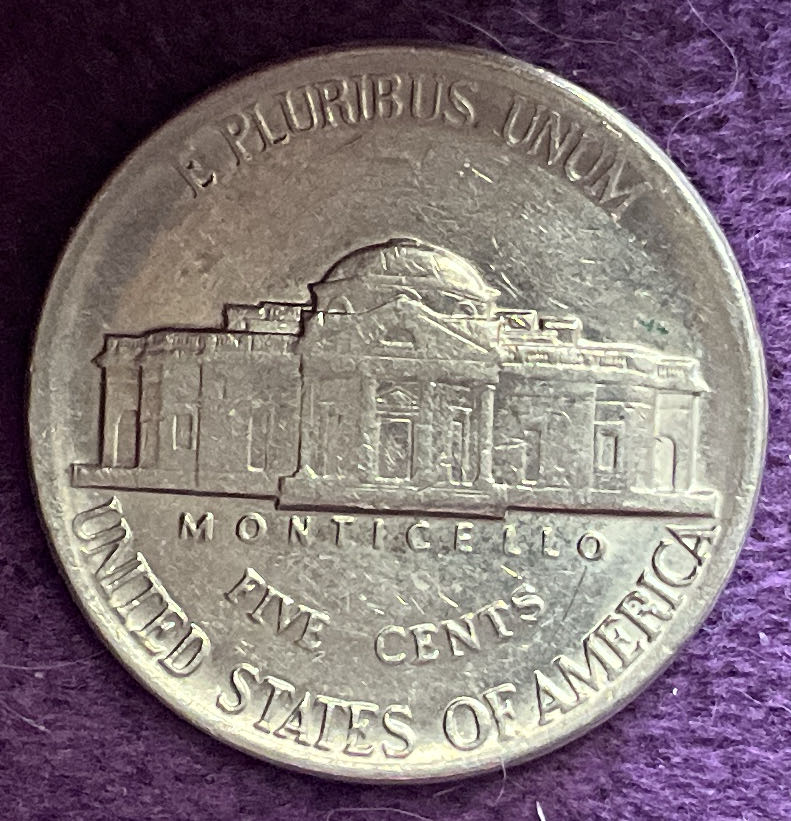 E PLURIBUS UNUM
MONTICELLO
FIVE CENTS
UNITED STATES OF AMERICA